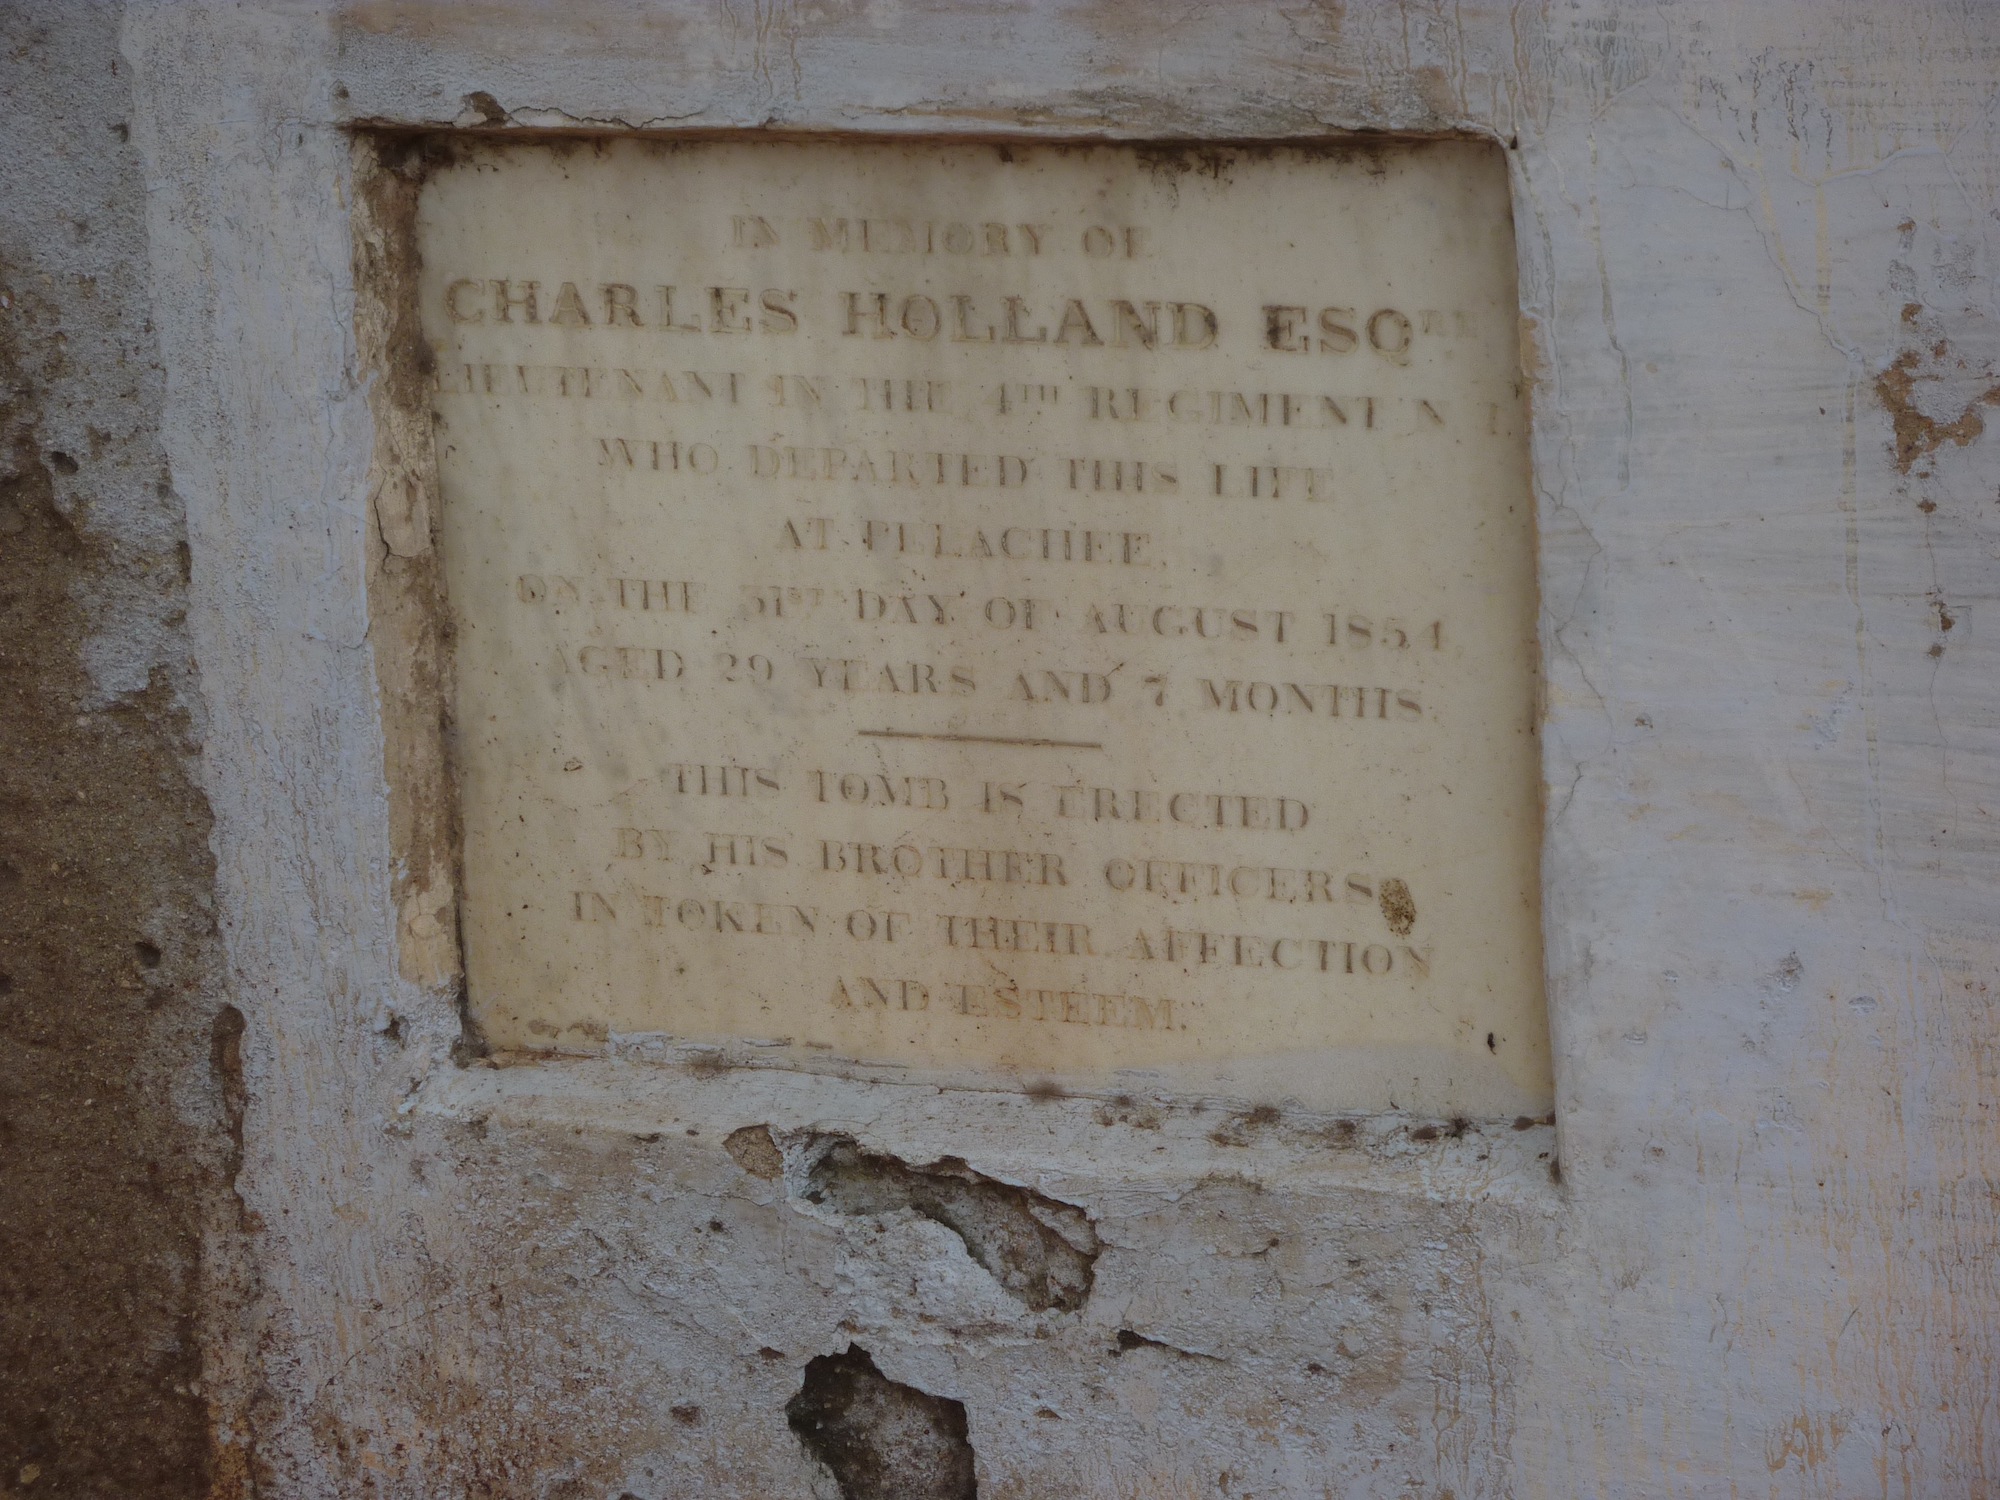 IN MEMORY OF
CHARLES HOLLAND ESQRE
LIEUTENANT IN THE 4TH REGIMENT N I.
WHO DEPARTED THIS LIFE
AT PULACHEE,
ON THE 31ST DAY OF AUGUST 1854
AGED 29 YEARS AND 7 MONTHS.
THIS TOMB IS ERECTED
BY HIS BROTHER OFFICERS
IN TOKEN OF THEIR AFFECTION
AND ESTEEM.